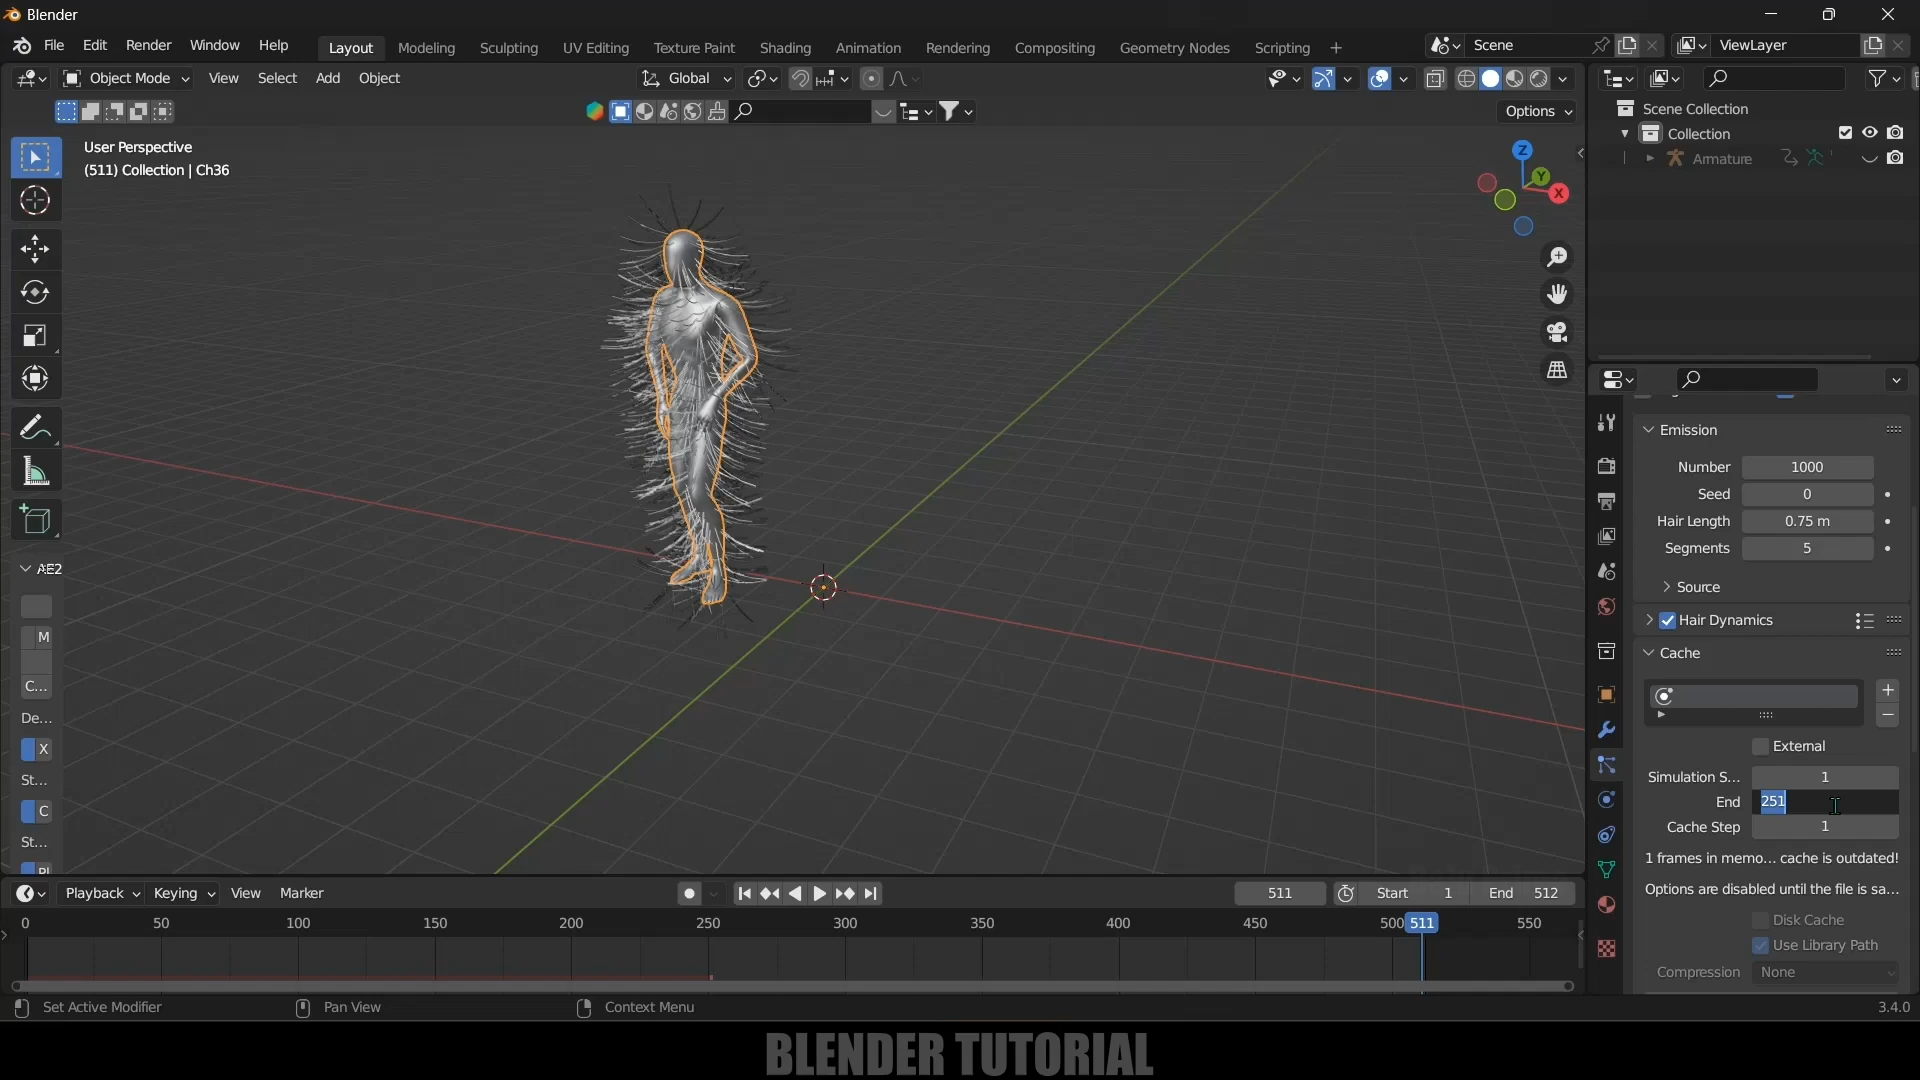 Blender
File Edit Render Window Help Layout Modeling Sculpting UV Editing Texture Paint Shading Animation Rendering Compositing Geometry Nodes Scripting + Scene ViewLayer
Object Mode View Select Add Object Global
Options
User Perspective
(511) Collection | Ch36
Z
Y
X
Scene Collection
Collection
Armature
AE2
M
C...
De...
X
St...
C
St...
Emission
Number 1000
Seed 0
Hair Length 0.75 m
Segments 5
Source
Hair Dynamics
Cache
External
Simulation S... 1
End 251
Cache Step 1
1 frames in memo... cache is outdated!
Options are disabled until the file is sa...
Disk Cache
Use Library Path
Compression None
Playback Keying View Marker 511 Start 1 End 512
0 50 100 150 200 250 300 350 400 450 500 511 550
Set Active Modifier Pan View Context Menu 3.4.0
BLENDER TUTORIAL